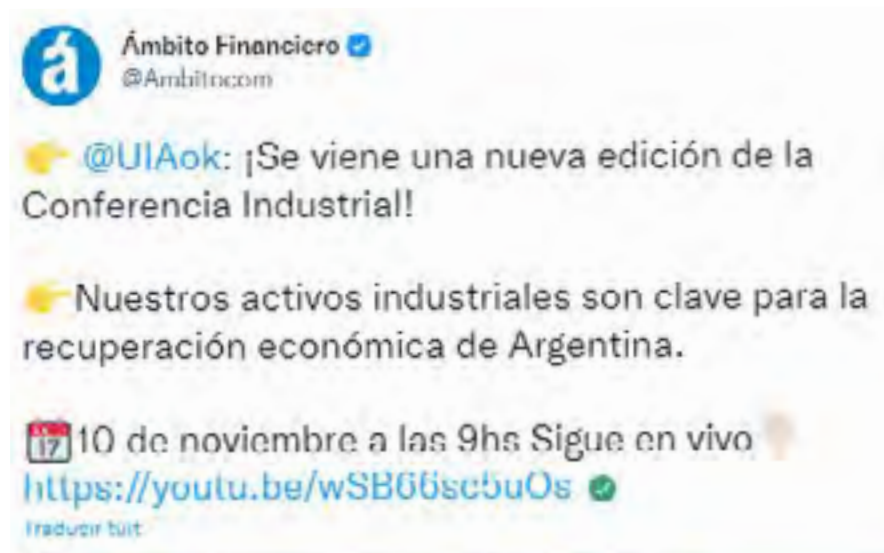 á
Ámbito Financiero
@Ambitocom
👉 @UIAok: ¡Se viene una nueva edición de la
Conferencia Industrial!
👉Nuestros activos industriales son clave para la
recuperación económica de Argentina.
📅10 de noviembre a las 9hs Sigue en vivo👇🏻
https://youtu.be/wSB66sc5uOs
Traducir tuit